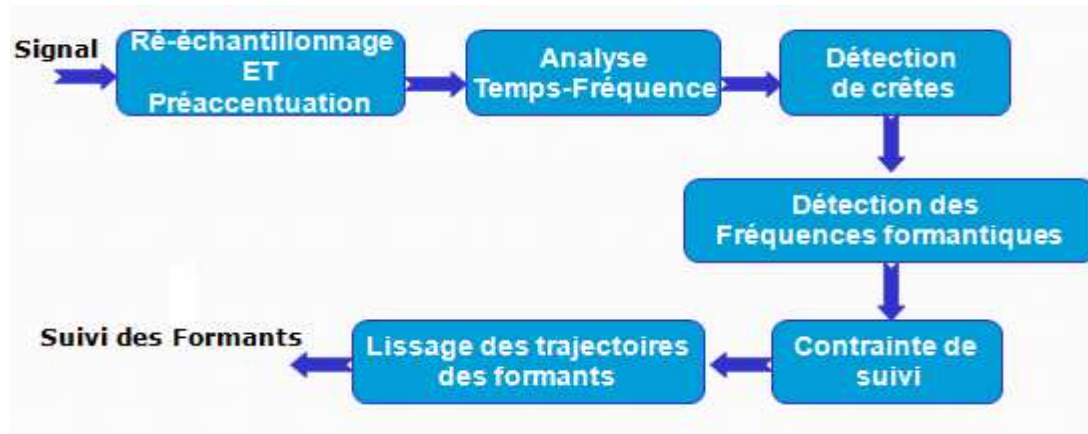 Signal
Ré-échantillonnage
ET
Préaccentuation
Analyse
Temps-Fréquence
Détection
de crêtes
Détection des
Fréquences formantiques
Contrainte de
suivi
Lissage des trajectoires
des formants
Suivi des Formants